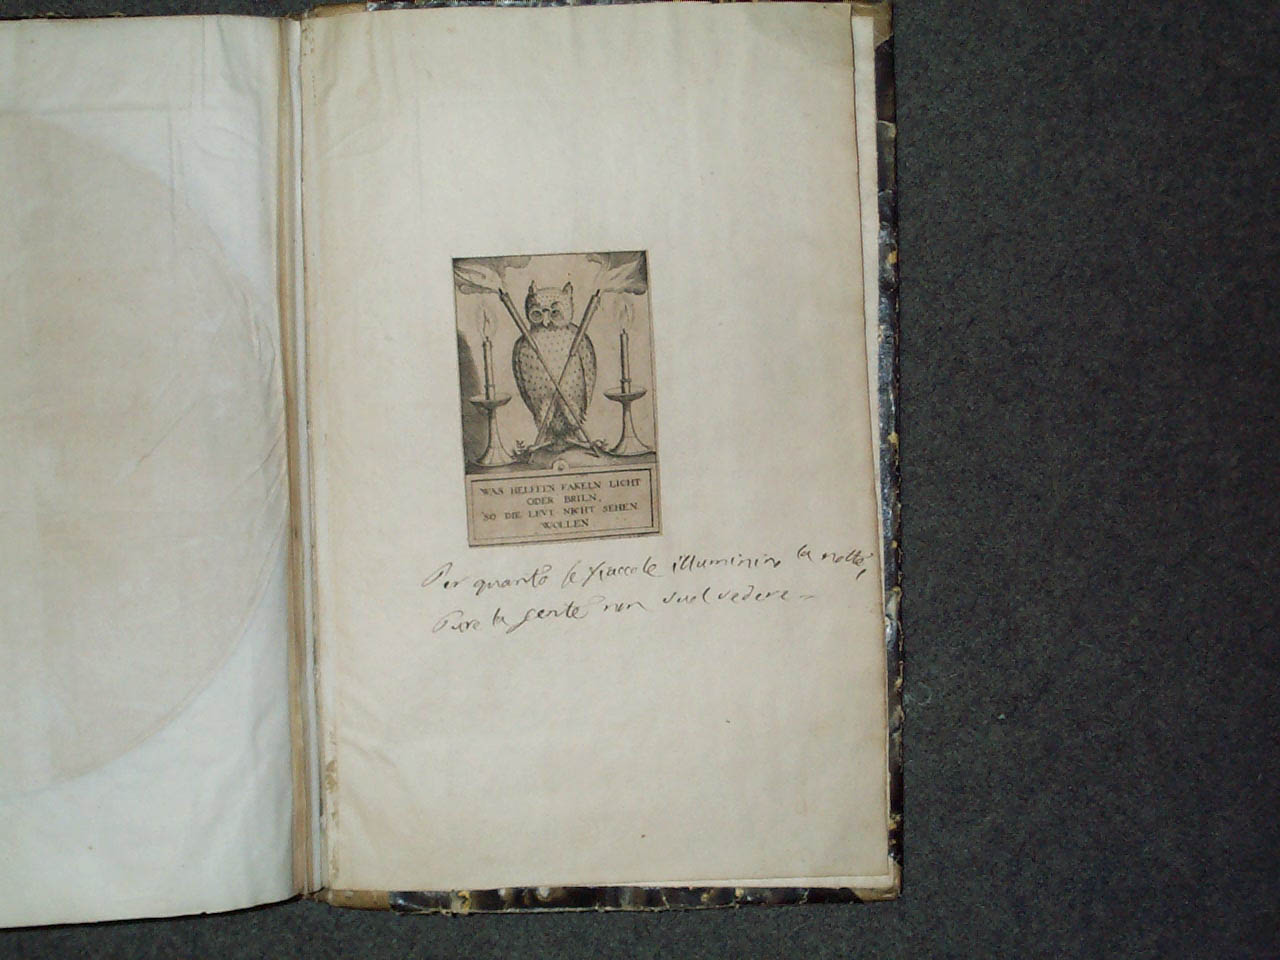 WAS HELFFEN FAKELN LICHT
ODER BRILN,
SO DIE LEVT NICHT SEHEN
WOLLEN
Per quanto le fiaccole illuminin la notte,
Pure la gente non vuol vedere -